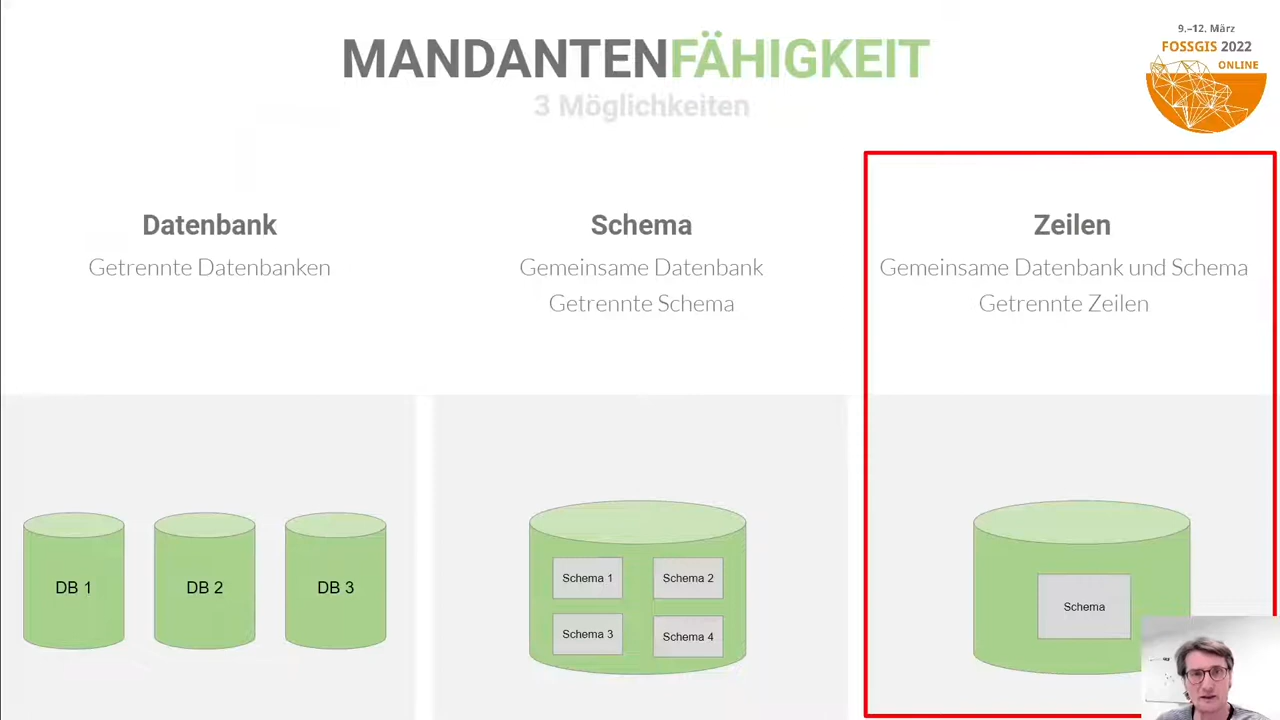 MANDANTENFÄHIGKEIT
3 Möglichkeiten
9.–12. März
FOSSGIS 2022
ONLINE
Datenbank
Getrennte Datenbanken
Schema
Gemeinsame Datenbank
Getrennte Schema
Zeilen
Gemeinsame Datenbank und Schema
Getrennte Zeilen
DB 1
DB 2
DB 3
Schema 1
Schema 2
Schema 3
Schema 4
Schema